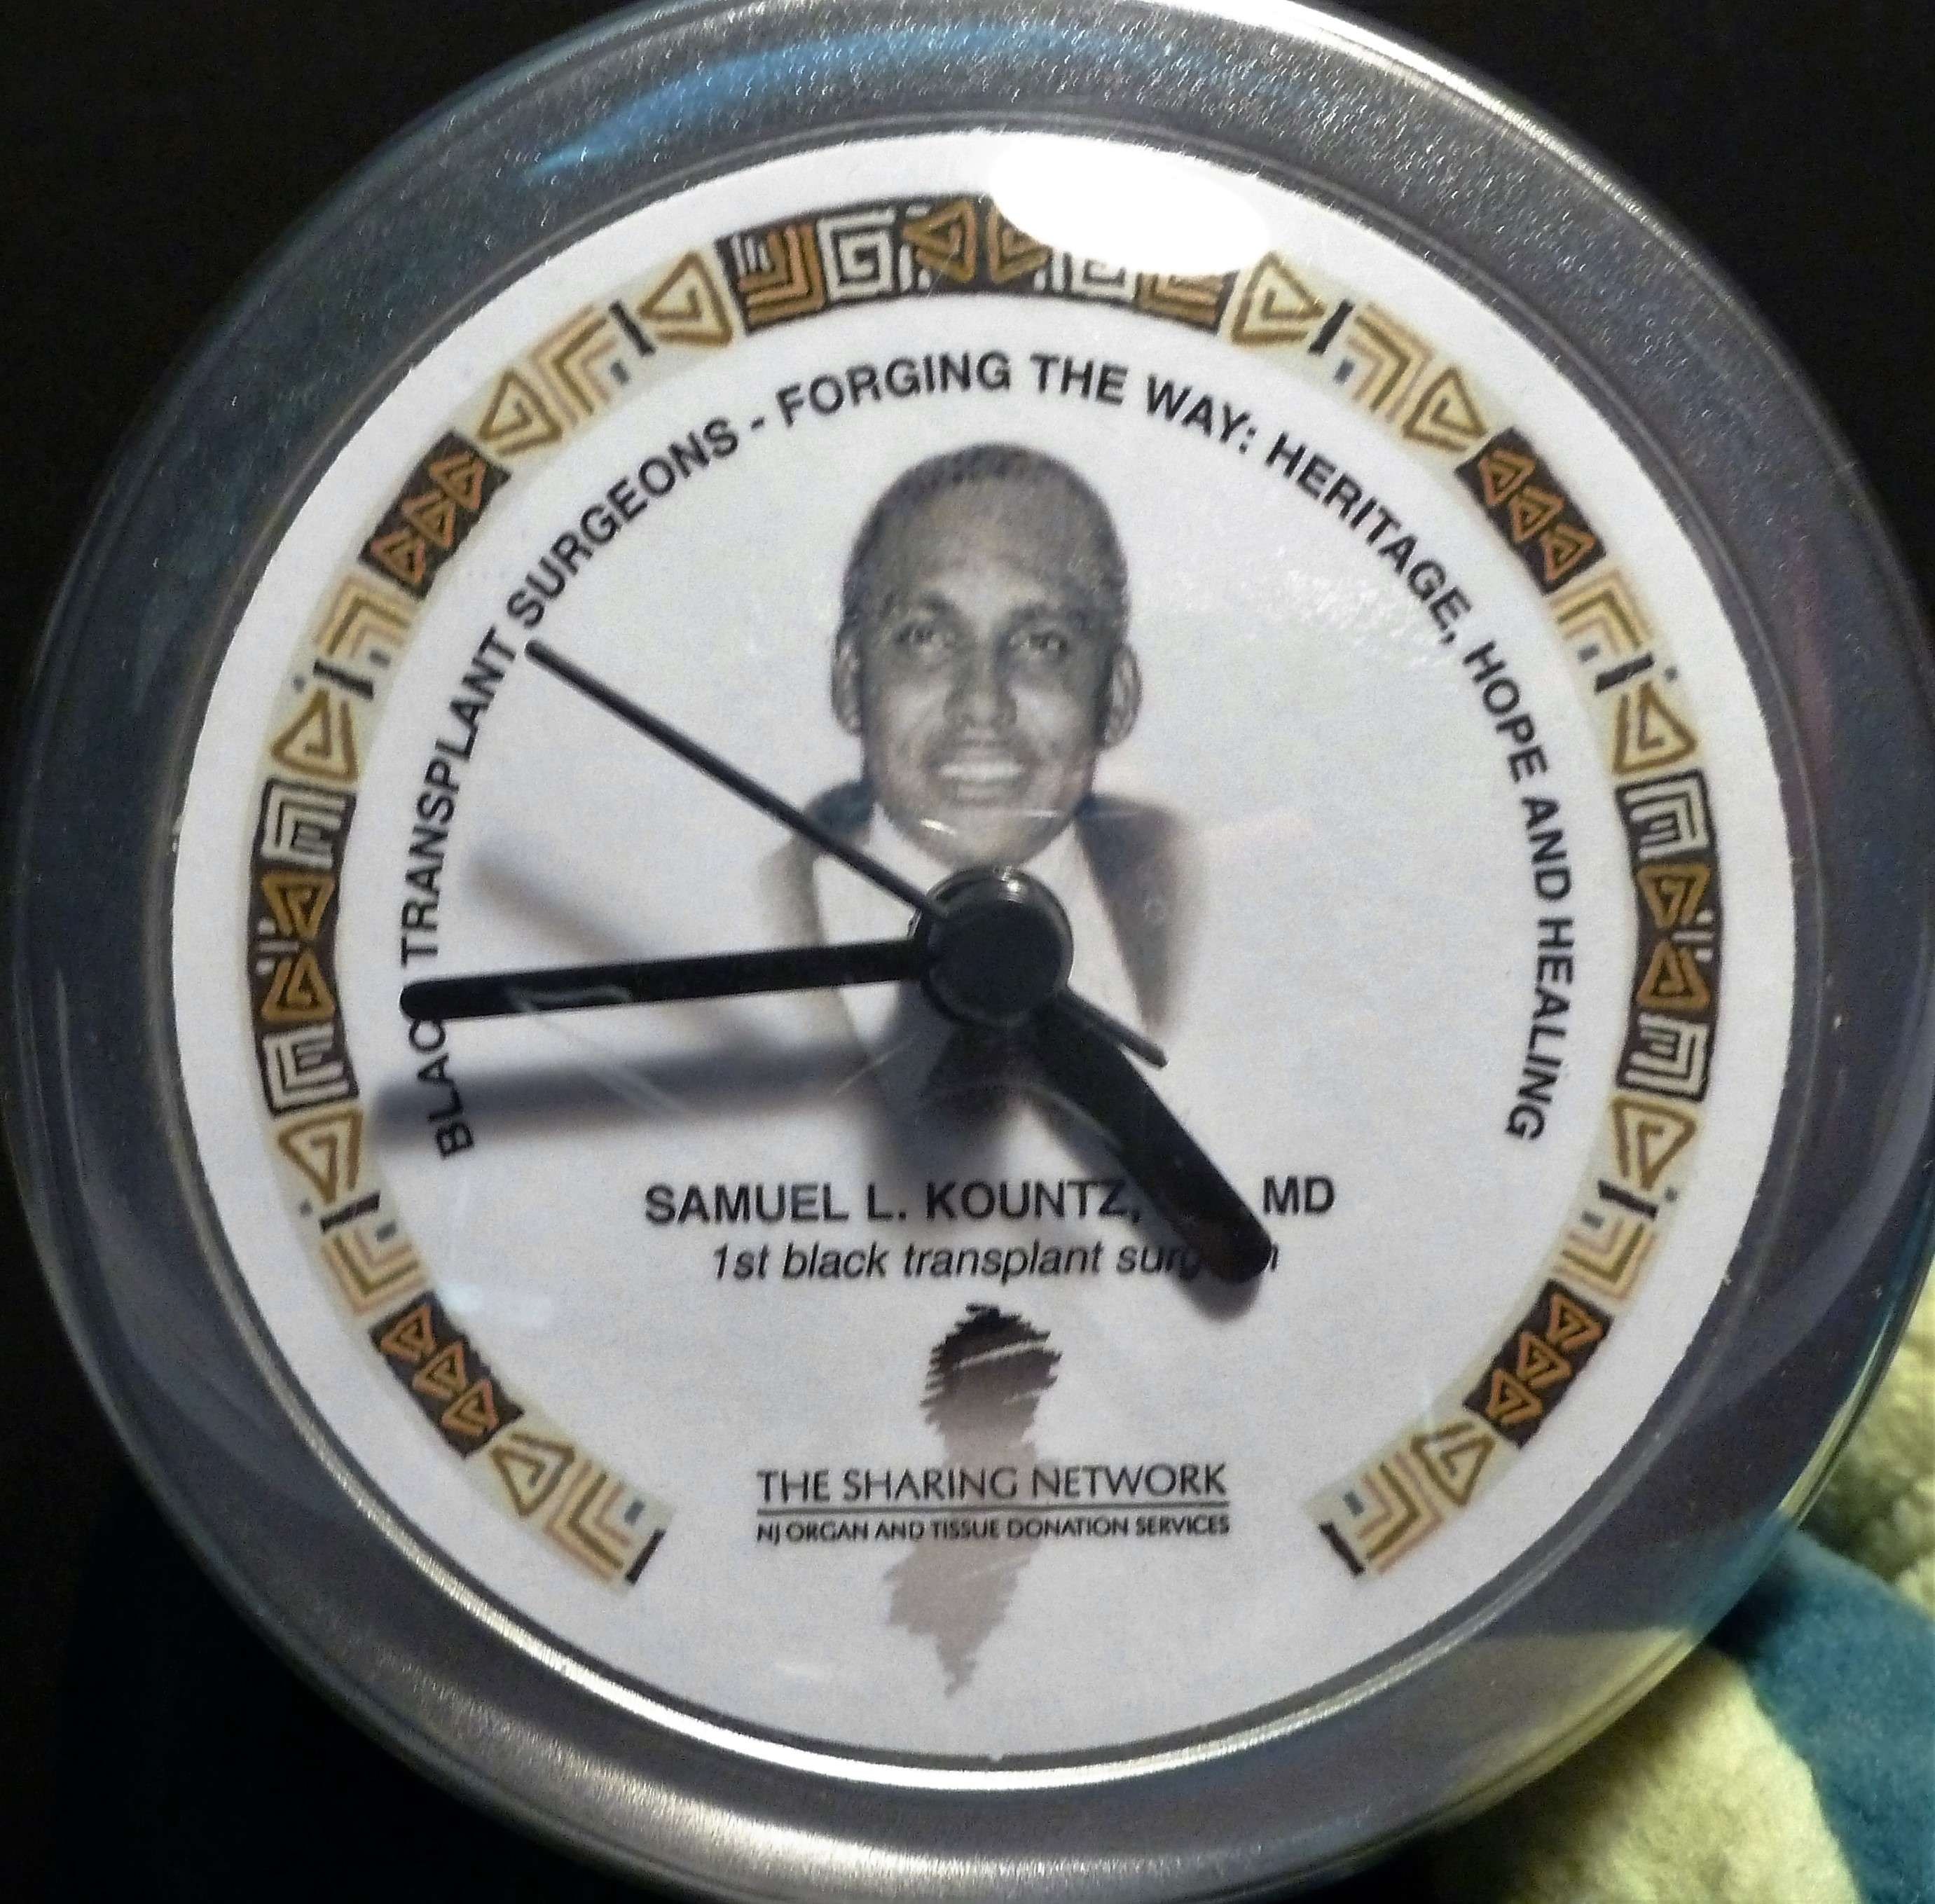 BLAC TRANSPLANT SURGEONS - FORGING THE WAY: HERITAGE, HOPE AND HEALING
SAMUEL L. KOUNTZ, MD
1st black transplant
THE SHARING NETWORK
NJ ORGAN AND TISSUE DONATION SERVICES